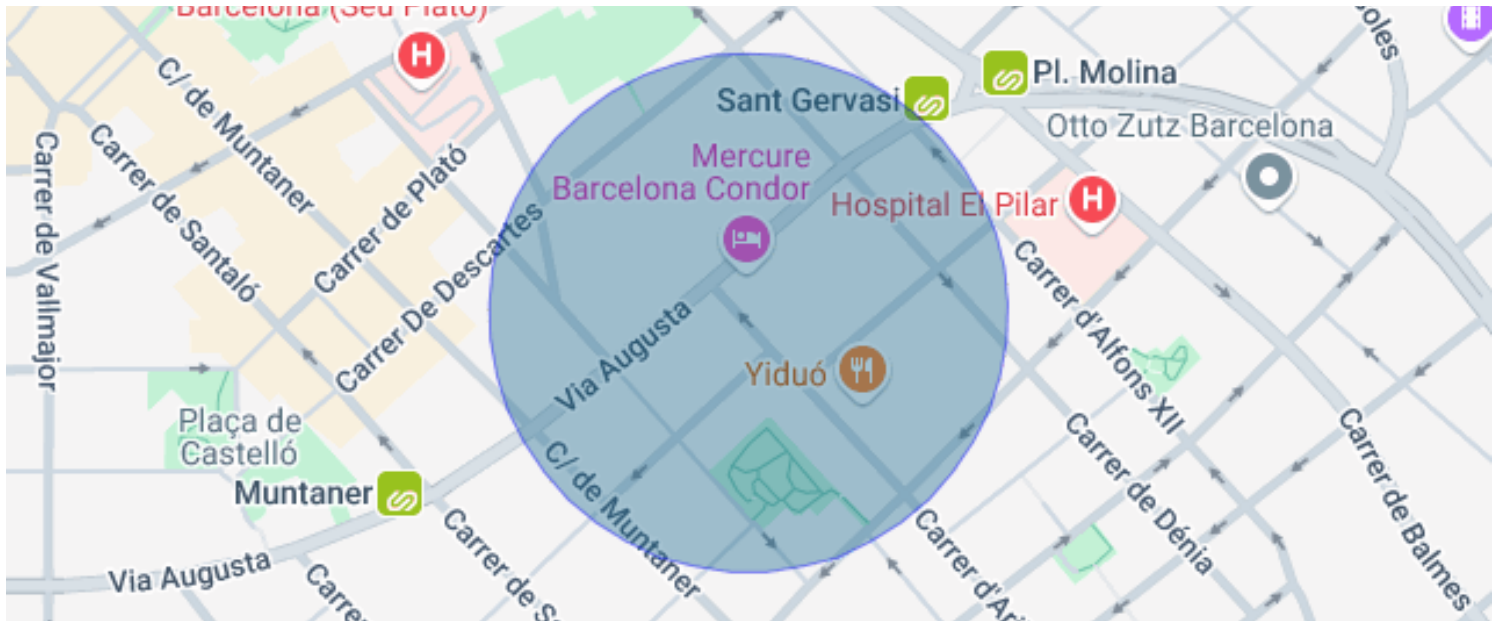 Barcelona (Seu Plató)
H
C/ de Muntaner
Carrer de Vallmajor
Carrer de Santaló
Carrer de Plató
Carrer De Descartes
Sant Gervasi
Pl. Molina
Otto Zutz Barcelona
Mercure
Barcelona Condor
Hospital El Pilar
H
Via Augusta
Yiduó
Carrer d'Alfons XII
Plaça de
Castelló
Muntaner
C/ de Muntaner
Carrer de Dénia
Carrer de Balmes
Via Augusta